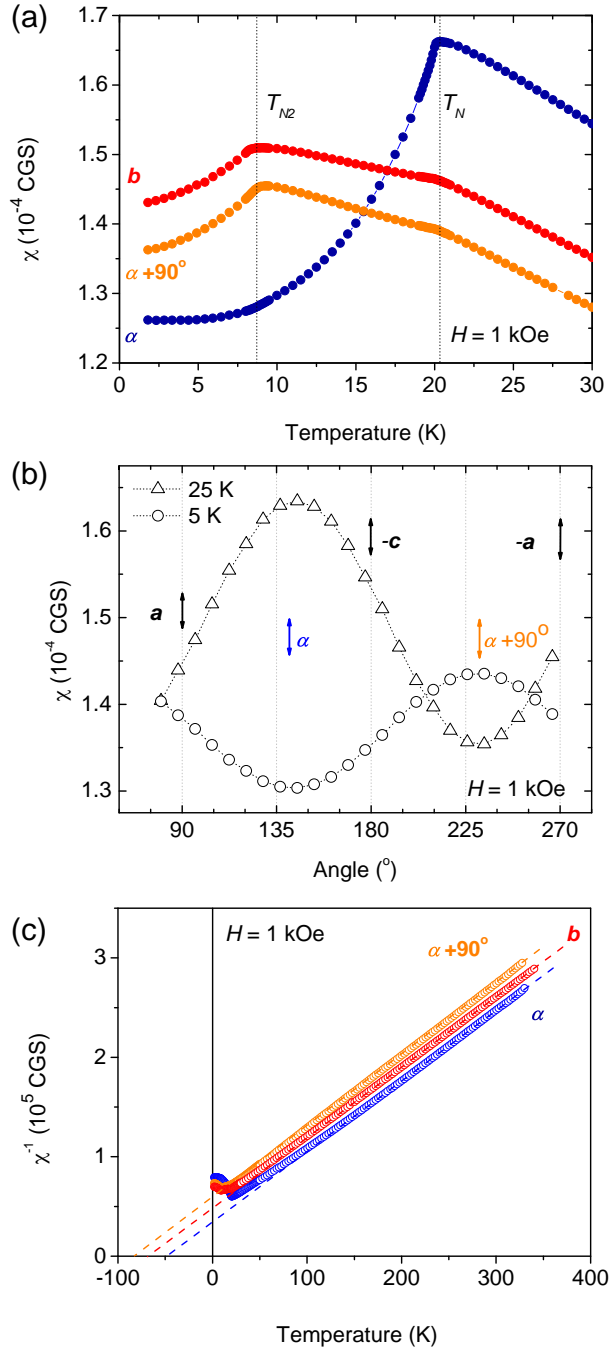 (a)
1.7
1.6
1.5
1.4
1.3
1.2
χ (10⁻⁴ CGS)
T_N2
T_N
b
α +90°
α
H = 1 kOe
0 5 10 15 20 25 30
Temperature (K)
(b)
25 K
5 K
1.6
1.5
1.4
1.3
χ (10⁻⁴ CGS)
a
α
-c
-a
α+90°
H = 1 kOe
90 135 180 225 270
Angle (°)
(c)
H = 1 kOe
α+90°
b
α
3
2
1
0
χ⁻¹ (10⁵ CGS)
-100 0 100 200 300 400
Temperature (K)